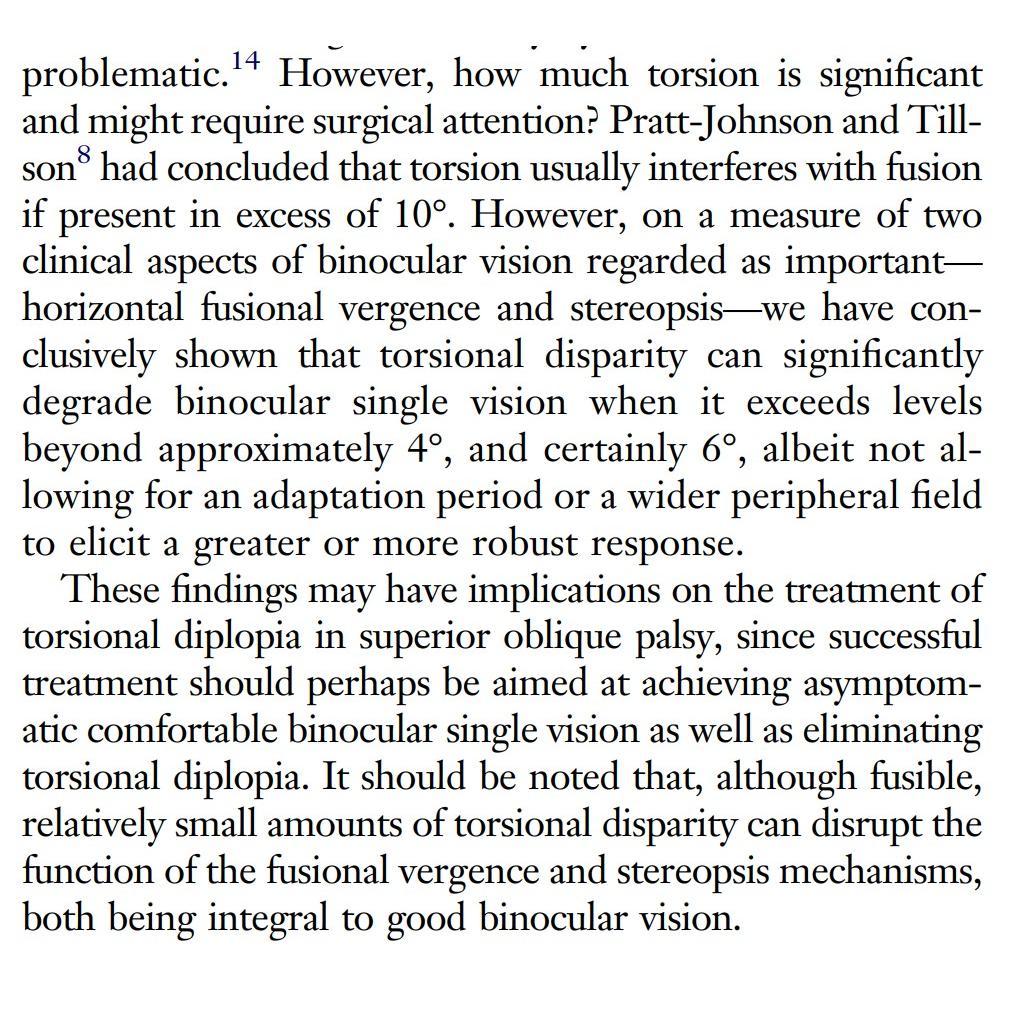 problematic.14 However, how much torsion is significant
and might require surgical attention? Pratt-Johnson and Till-
son8 had concluded that torsion usually interferes with fusion
if present in excess of 10°. However, on a measure of two
clinical aspects of binocular vision regarded as important—
horizontal fusional vergence and stereopsis—we have con-
clusively shown that torsional disparity can significantly
degrade binocular single vision when it exceeds levels
beyond approximately 4°, and certainly 6°, albeit not al-
lowing for an adaptation period or a wider peripheral field
to elicit a greater or more robust response.
These findings may have implications on the treatment of
torsional diplopia in superior oblique palsy, since successful
treatment should perhaps be aimed at achieving asymptom-
atic comfortable binocular single vision as well as eliminating
torsional diplopia. It should be noted that, although fusible,
relatively small amounts of torsional disparity can disrupt the
function of the fusional vergence and stereopsis mechanisms,
both being integral to good binocular vision.